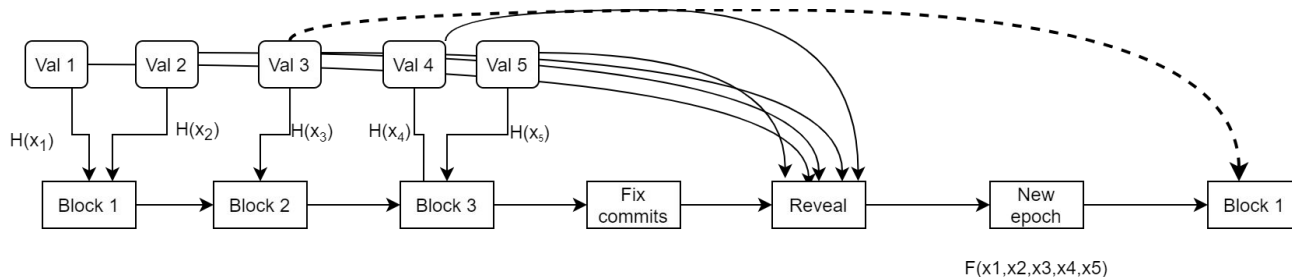 Val 1
Val 2
Val 3
Val 4
Val 5
H(x₁)
H(x₂)
H(x₃)
H(x₄)
H(x₅)
Block 1
Block 2
Block 3
Fix
commits
Reveal
New
epoch
Block 1
F(x1,x2,x3,x4,x5)